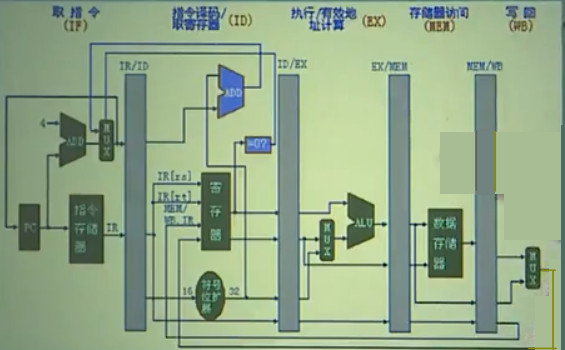 取 指令
(IF)
指令译码/
取寄存器 (ID)
执行/有效地
址计算 (EX)
存储器访问
(MEM)
写 回
(WB)
IR/ID
ID/EX
EX/MEM
MEM/WB
4
ADD
MUX
ADD
=0?
PC
指令存储器
IR
IR[rs]
IR[rt]
MEM/
WB.IR
寄存器
16
符号位扩展
32
MUX
ALU
数据存储器
MUX